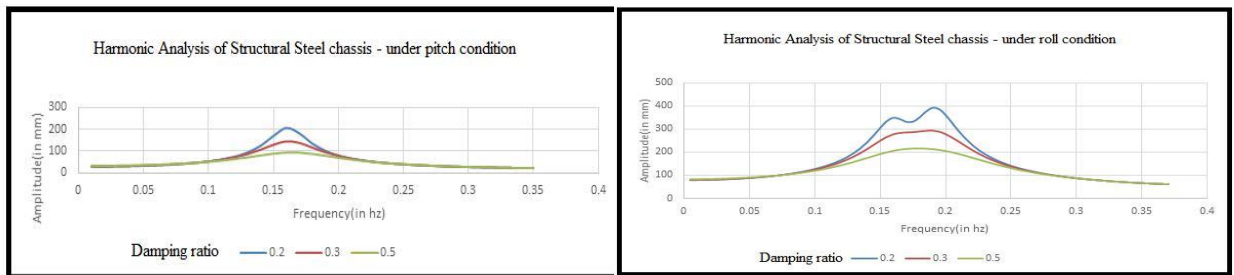 Harmonic Analysis of Structural Steel chassis - under pitch condition
Amplitude(in mm)
300
200
100
0
0 0.05 0.1 0.15 0.2 0.25 0.3 0.35 0.4
Frequency(in hz)
Damping ratio 0.2 0.3 0.5
Harmonic Analysis of Structural Steel chassis - under roll condition
Amplitude(in mm)
500
400
300
200
100
0
0 0.05 0.1 0.15 0.2 0.25 0.3 0.35 0.4
Frequency(in hz)
Damping ratio 0.2 0.3 0.5